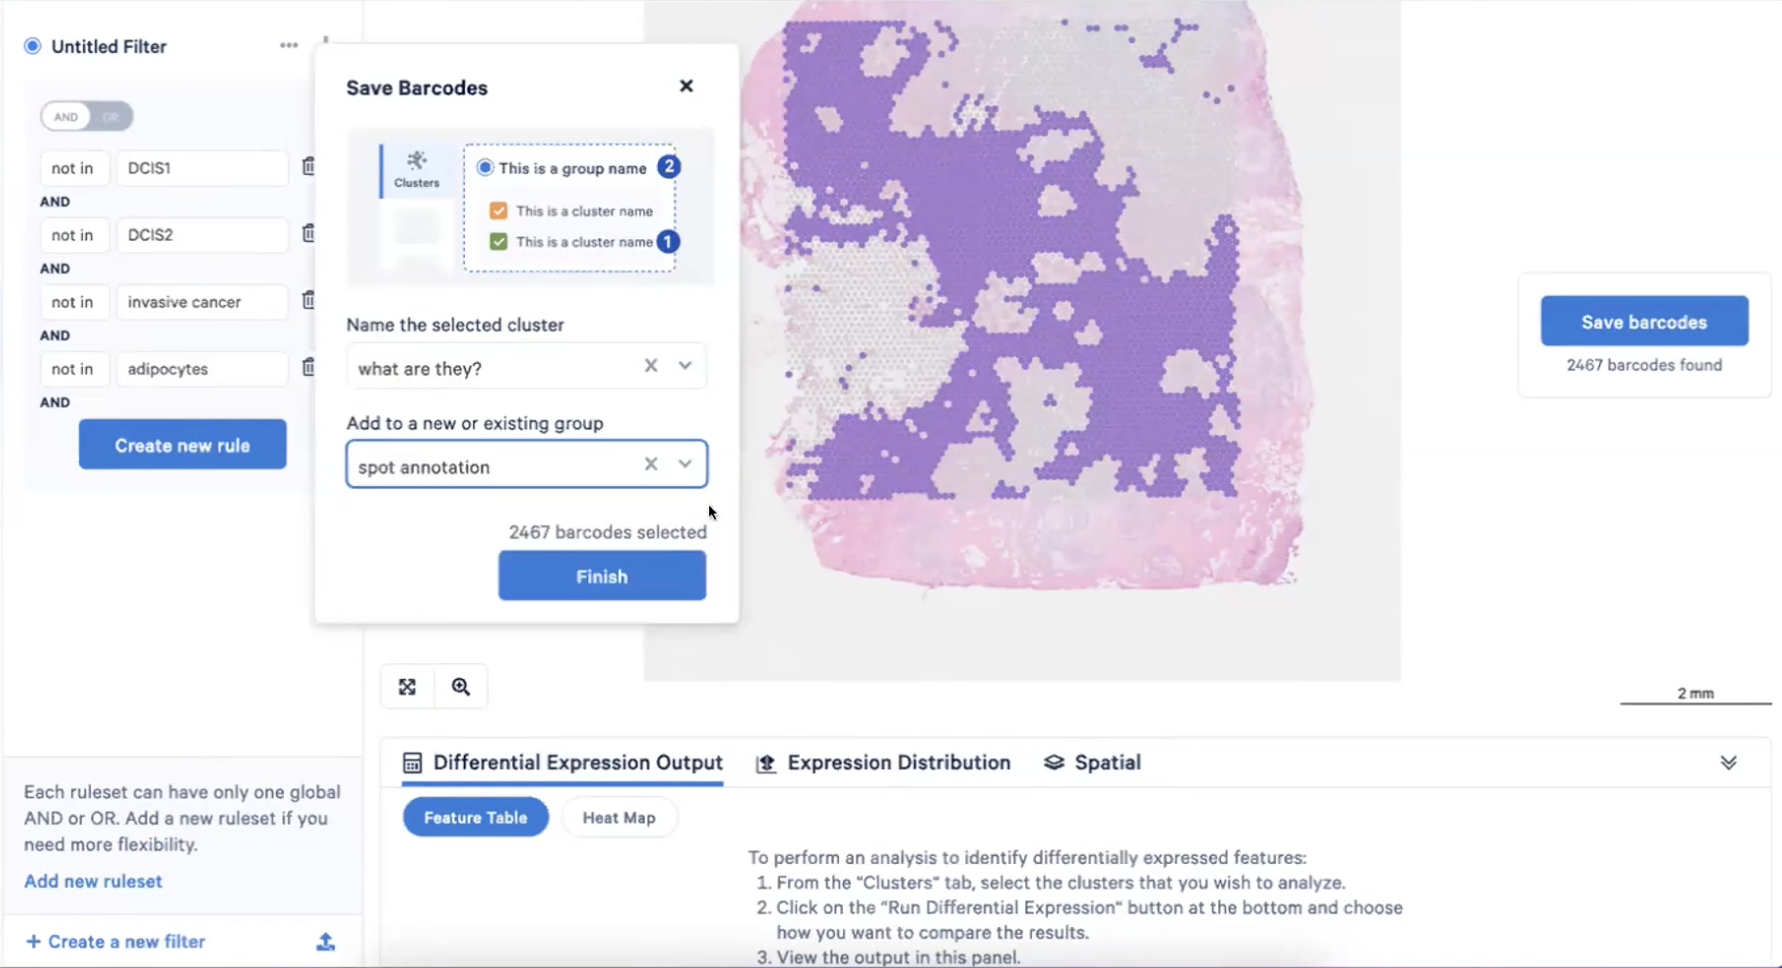 Untitled Filter
AND OR
not in DCIS1
AND
not in DCIS2
AND
not in invasive cancer
AND
not in adipocytes
AND
Create new rule
Each ruleset can have only one global
AND or OR. Add a new ruleset if you
need more flexibility.
Add new ruleset
+ Create a new filter
Save Barcodes
Clusters
This is a group name 2
This is a cluster name
This is a cluster name 1
Name the selected cluster
what are they?
Add to a new or existing group
spot annotation
2467 barcodes selected
Finish
Save barcodes
2467 barcodes found
2 mm
Differential Expression Output Expression Distribution Spatial
Feature Table Heat Map
To perform an analysis to identify differentially expressed features:
1. From the "Clusters" tab, select the clusters that you wish to analyze.
2. Click on the "Run Differential Expression" button at the bottom and choose
how you want to compare the results.
3. View the output in this panel.